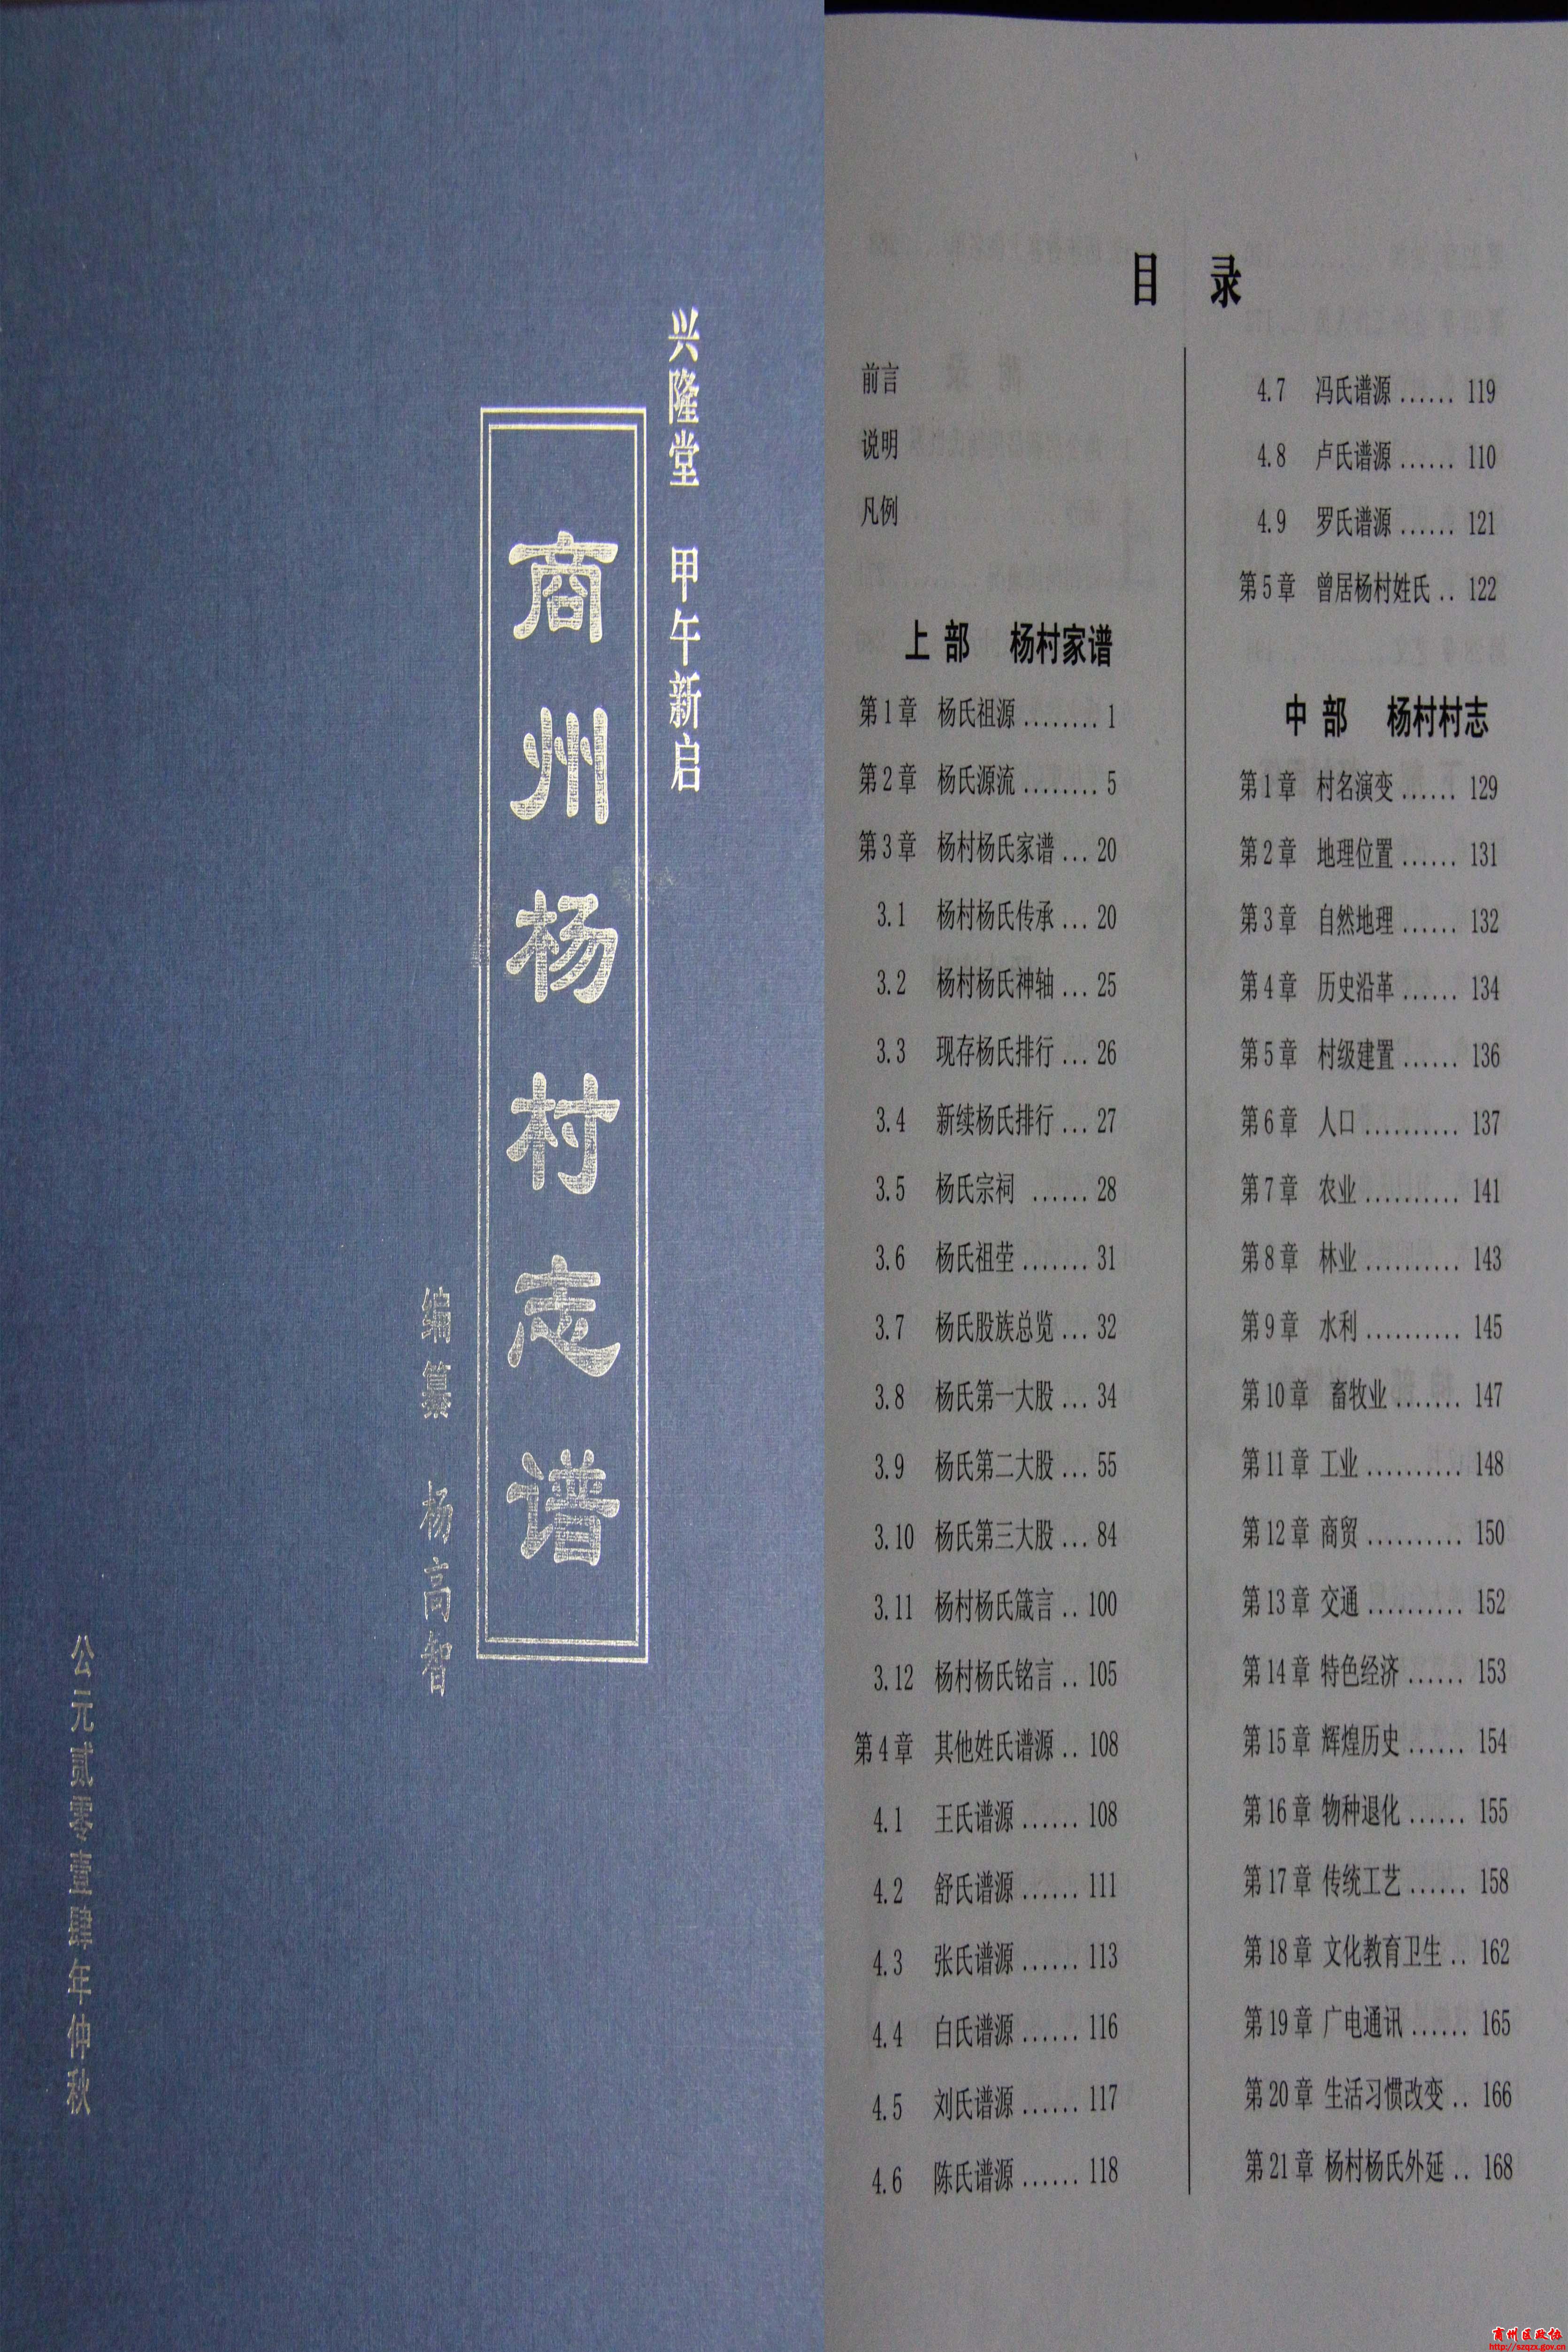 兴隆堂 甲午新启
商州杨村志谱
编纂 杨高智
公元贰零壹肆年仲秋
目 录
前言
说明
凡例
上部 杨村家谱
第1章 杨氏祖源........1
第2章 杨氏源流........5
第3章 杨村杨氏家谱...20
3.1 杨村杨氏传承...20
3.2 杨村杨氏神轴...25
3.3 现存杨氏排行...26
3.4 新续杨氏排行...27
3.5 杨氏宗祠......28
3.6 杨氏祖茔.......31
3.7 杨氏股族总览...32
3.8 杨氏第一大股...34
3.9 杨氏第二大股...55
3.10 杨氏第三大股...84
3.11 杨村杨氏箴言..100
3.12 杨村杨氏铭言..105
第4章 其他姓氏谱源..108
4.1 王氏谱源......108
4.2 舒氏谱源......111
4.3 张氏谱源......113
4.4 白氏谱源......116
4.5 刘氏谱源......117
4.6 陈氏谱源......118
4.7 冯氏谱源......119
4.8 卢氏谱源......110
4.9 罗氏谱源......121
第5章 曾居杨村姓氏..122
中部 杨村村志
第1章 村名演变......129
第2章 地理位置......131
第3章 自然地理......132
第4章 历史沿革......134
第5章 村级建置......136
第6章 人口..........137
第7章 农业..........141
第8章 林业..........143
第9章 水利..........145
第10章 畜牧业.......147
第11章 工业..........148
第12章 商贸..........150
第13章 交通..........152
第14章 特色经济......153
第15章 辉煌历史......154
第16章 物种退化......155
第17章 传统工艺......158
第18章 文化教育卫生..162
第19章 广电通讯......165
第20章 生活习惯改变..166
第21章 杨村杨氏外延..168
商州区政协
http://szqzx.gov.cn